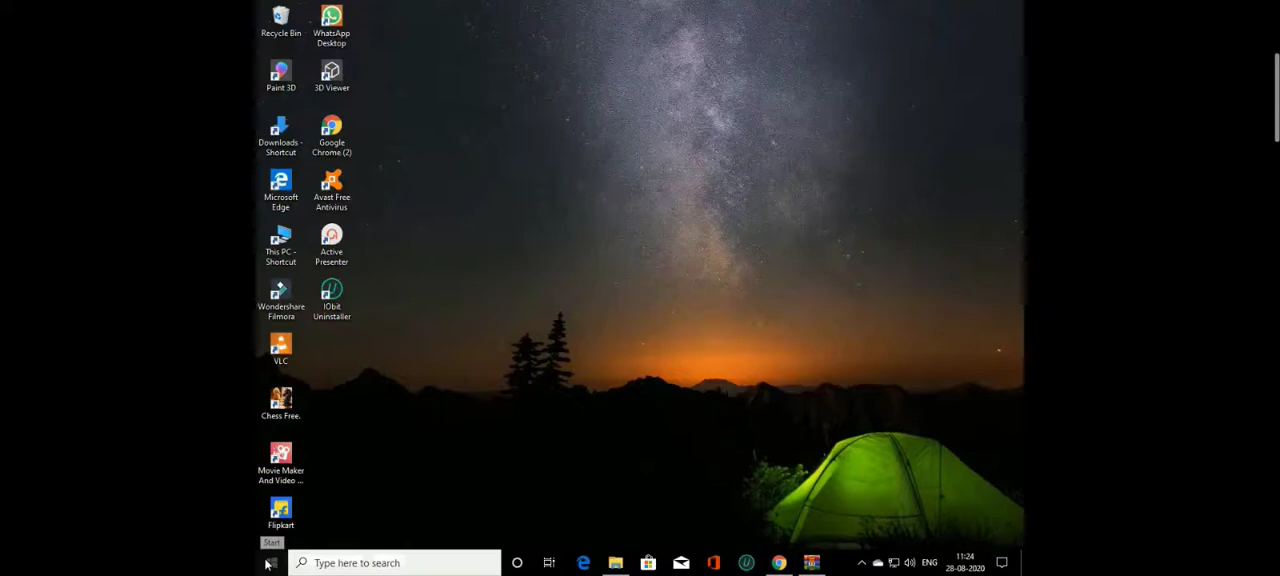 Recycle Bin
WhatsApp
Desktop
Paint 3D
3D Viewer
Downloads -
Shortcut
Google
Chrome (2)
Microsoft
Edge
Avast Free
Antivirus
This PC -
Shortcut
Active
Presenter
Wondershare
Filmora
IObit
Uninstaller
VLC
Chess Free.
Movie Maker
And Video ...
Flipkart
Start
Type here to search
ENG
11:24
28-08-2020